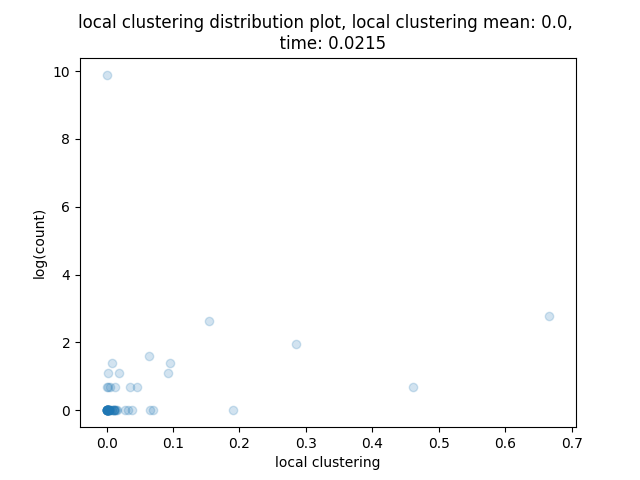 local clustering distribution plot, local clustering mean: 0.0,
time: 0.0215
10
8
6
4
2
0
log(count)
0.0 0.1 0.2 0.3 0.4 0.5 0.6 0.7
local clustering